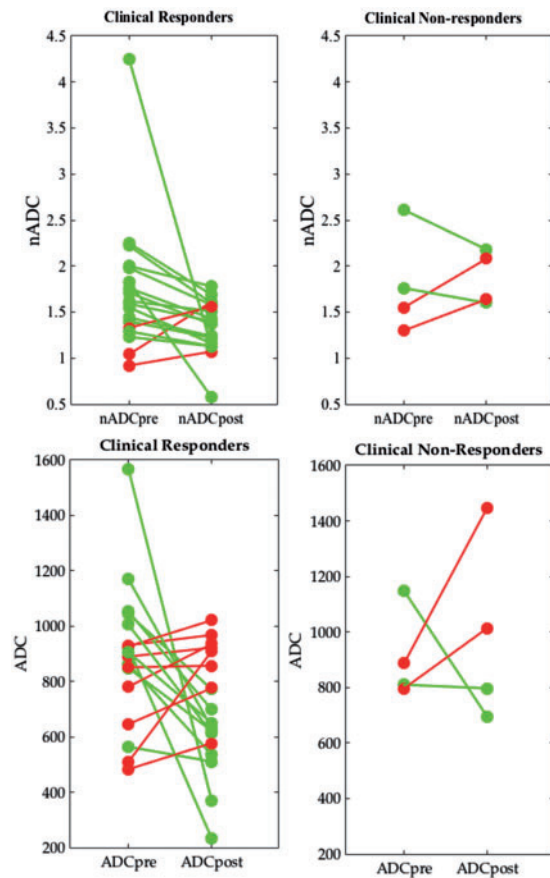 Clinical Responders
Clinical Non-responders
4.5
4
3.5
3
2.5
2
1.5
1
0.5
nADC
nADCpre
nADCpost
4.5
4
3.5
3
2.5
2
1.5
1
0.5
nADC
nADCpre
nADCpost
Clinical Responders
Clinical Non-Responders
1600
1400
1200
1000
800
600
400
200
ADC
ADCpre
ADCpost
1600
1400
1200
1000
800
600
400
200
ADC
ADCpre
ADCpost